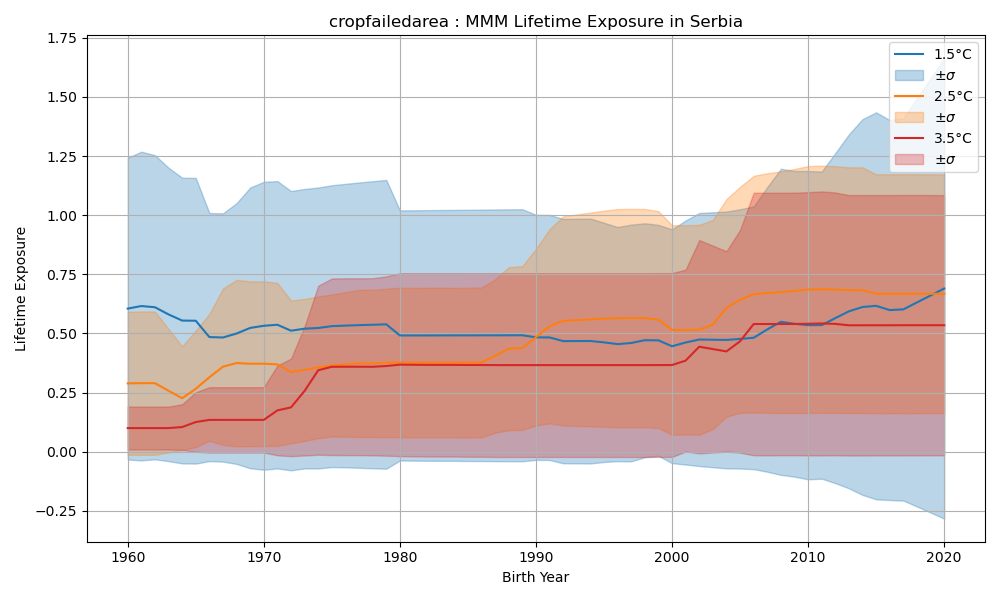 cropfailedarea : MMM Lifetime Exposure in Serbia
1.75
1.50
1.25
1.00
0.75
0.50
0.25
0.00
−0.25
Lifetime Exposure
1.5°C
±σ
2.5°C
±σ
3.5°C
±σ
1960 1970 1980 1990 2000 2010 2020
Birth Year